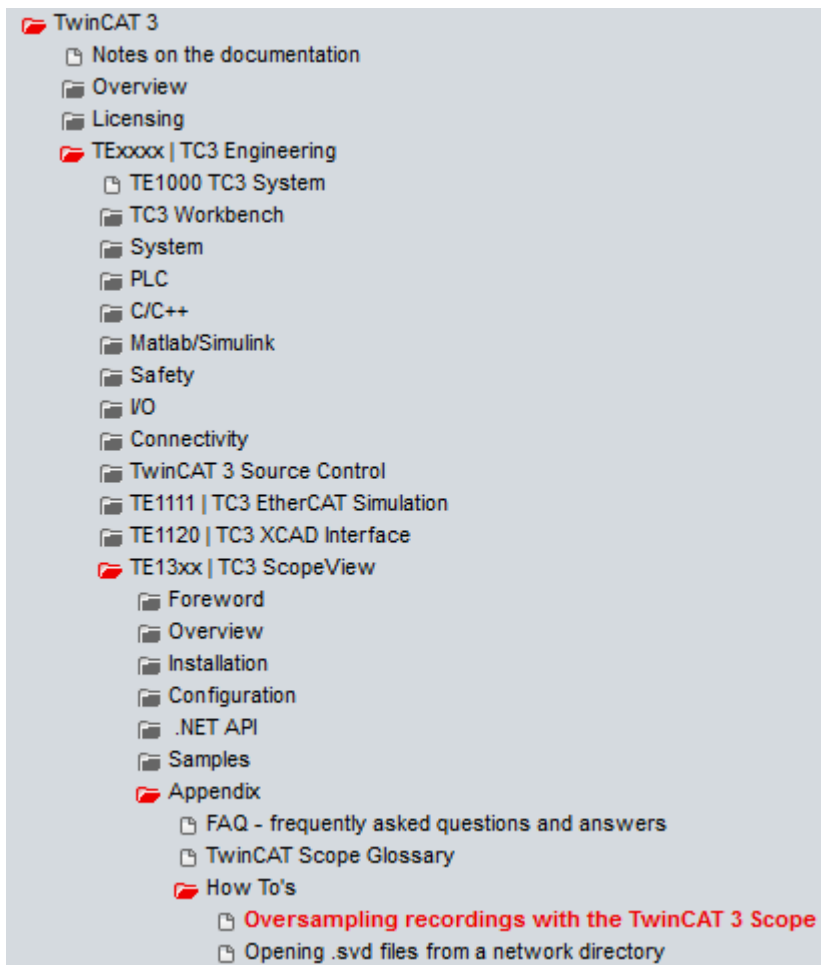 TwinCAT 3
Notes on the documentation
Overview
Licensing
TExxxx | TC3 Engineering
TE1000 TC3 System
TC3 Workbench
System
PLC
C/C++
Matlab/Simulink
Safety
I/O
Connectivity
TwinCAT 3 Source Control
TE1111 | TC3 EtherCAT Simulation
TE1120 | TC3 XCAD Interface
TE13xx | TC3 ScopeView
Foreword
Overview
Installation
Configuration
.NET API
Samples
Appendix
FAQ - frequently asked questions and answers
TwinCAT Scope Glossary
How To's
Oversampling recordings with the TwinCAT 3 Scope
Opening .svd files from a network directory